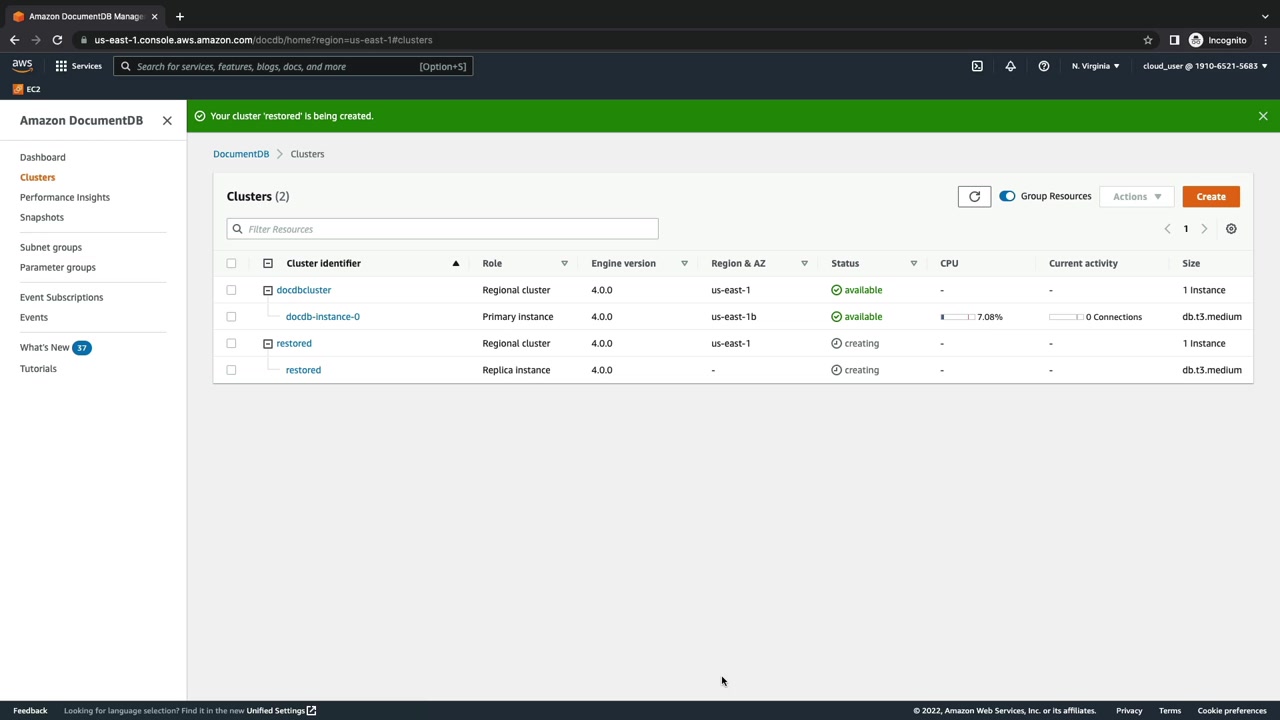 Amazon DocumentDB Manage
us-east-1.console.aws.amazon.com/docdb/home?region=us-east-1#clusters
Incognito
aws
Services
Search for services, features, blogs, docs, and more
[Option+S]
N. Virginia
cloud_user @ 1910-6521-5683
EC2
Amazon DocumentDB
Dashboard
Clusters
Performance Insights
Snapshots
Subnet groups
Parameter groups
Event Subscriptions
Events
What's New 37
Tutorials
Your cluster 'restored' is being created.
DocumentDB > Clusters
Clusters (2)
Group Resources
Actions
Create
Filter Resources
1
Cluster identifier Role Engine version Region & AZ Status CPU Current activity Size
docdbcluster Regional cluster 4.0.0 us-east-1 available - - 1 Instance
docdb-instance-0 Primary instance 4.0.0 us-east-1b available 7.08% 0 Connections db.t3.medium
restored Regional cluster 4.0.0 us-east-1 creating - - 1 Instance
restored Replica instance 4.0.0 - creating - - db.t3.medium
Feedback
Looking for language selection? Find it in the new Unified Settings
© 2022, Amazon Web Services, Inc. or its affiliates.
Privacy
Terms
Cookie preferences